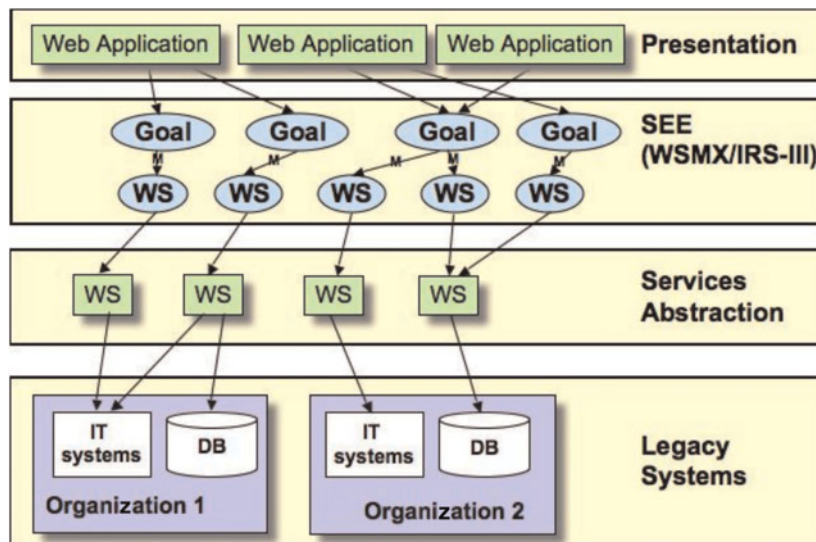 Web Application
Web Application
Web Application
Presentation
Goal
Goal
Goal
Goal
SEE
(WSMX/IRS-III)
M
M
M
M
M
WS
WS
WS
WS
WS
WS
WS
WS
WS
Services
Abstraction
IT
systems
DB
Organization 1
IT
systems
DB
Organization 2
Legacy
Systems